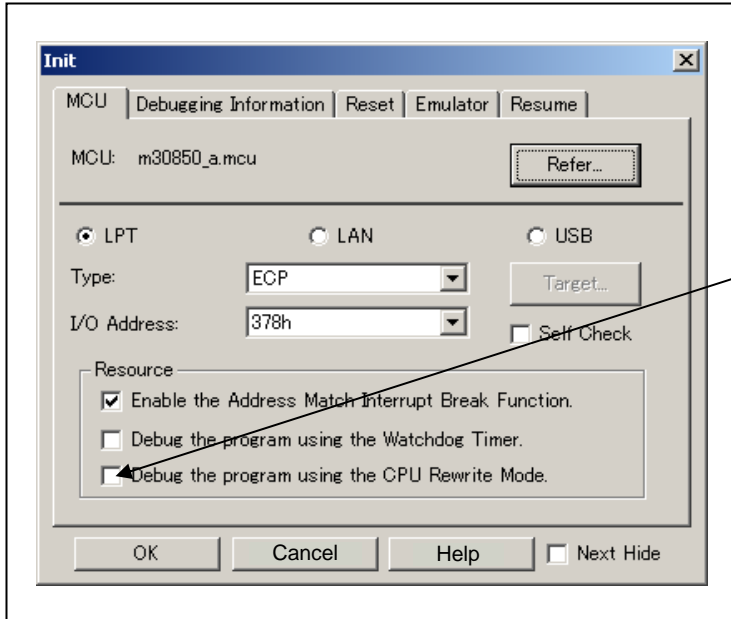 Init
MCU Debugging Information Reset Emulator Resume
MCU: m30850_a.mcu Refer...
LPT LAN USB
Type: ECP Target...
I/O Address: 378h Self Check
Resource
Enable the Address Match Interrupt Break Function.
Debug the program using the Watchdog Timer.
Debug the program using the CPU Rewrite Mode.
OK Cancel Help Next Hide